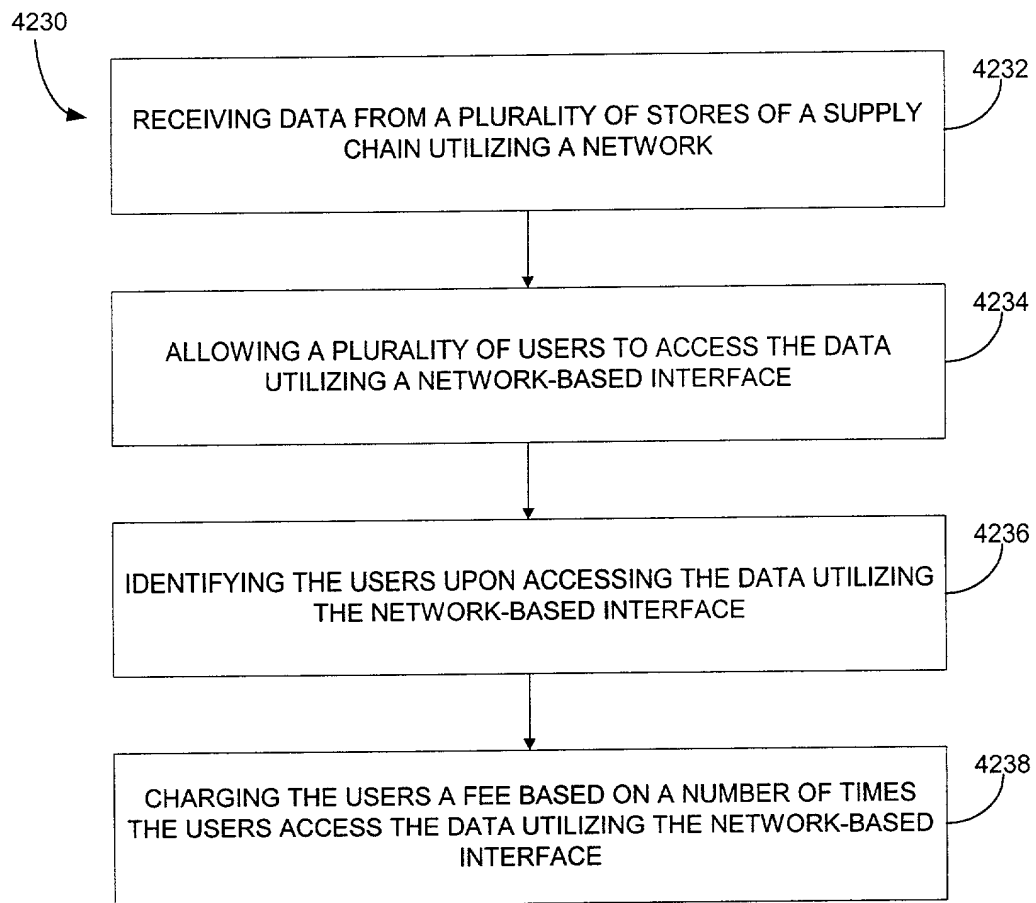 4230
4232
RECEIVING DATA FROM A PLURALITY OF STORES OF A SUPPLY
CHAIN UTILIZING A NETWORK
4234
ALLOWING A PLURALITY OF USERS TO ACCESS THE DATA
UTILIZING A NETWORK-BASED INTERFACE
4236
IDENTIFYING THE USERS UPON ACCESSING THE DATA UTILIZING
THE NETWORK-BASED INTERFACE
4238
CHARGING THE USERS A FEE BASED ON A NUMBER OF TIMES
THE USERS ACCESS THE DATA UTILIZING THE NETWORK-BASED
INTERFACE